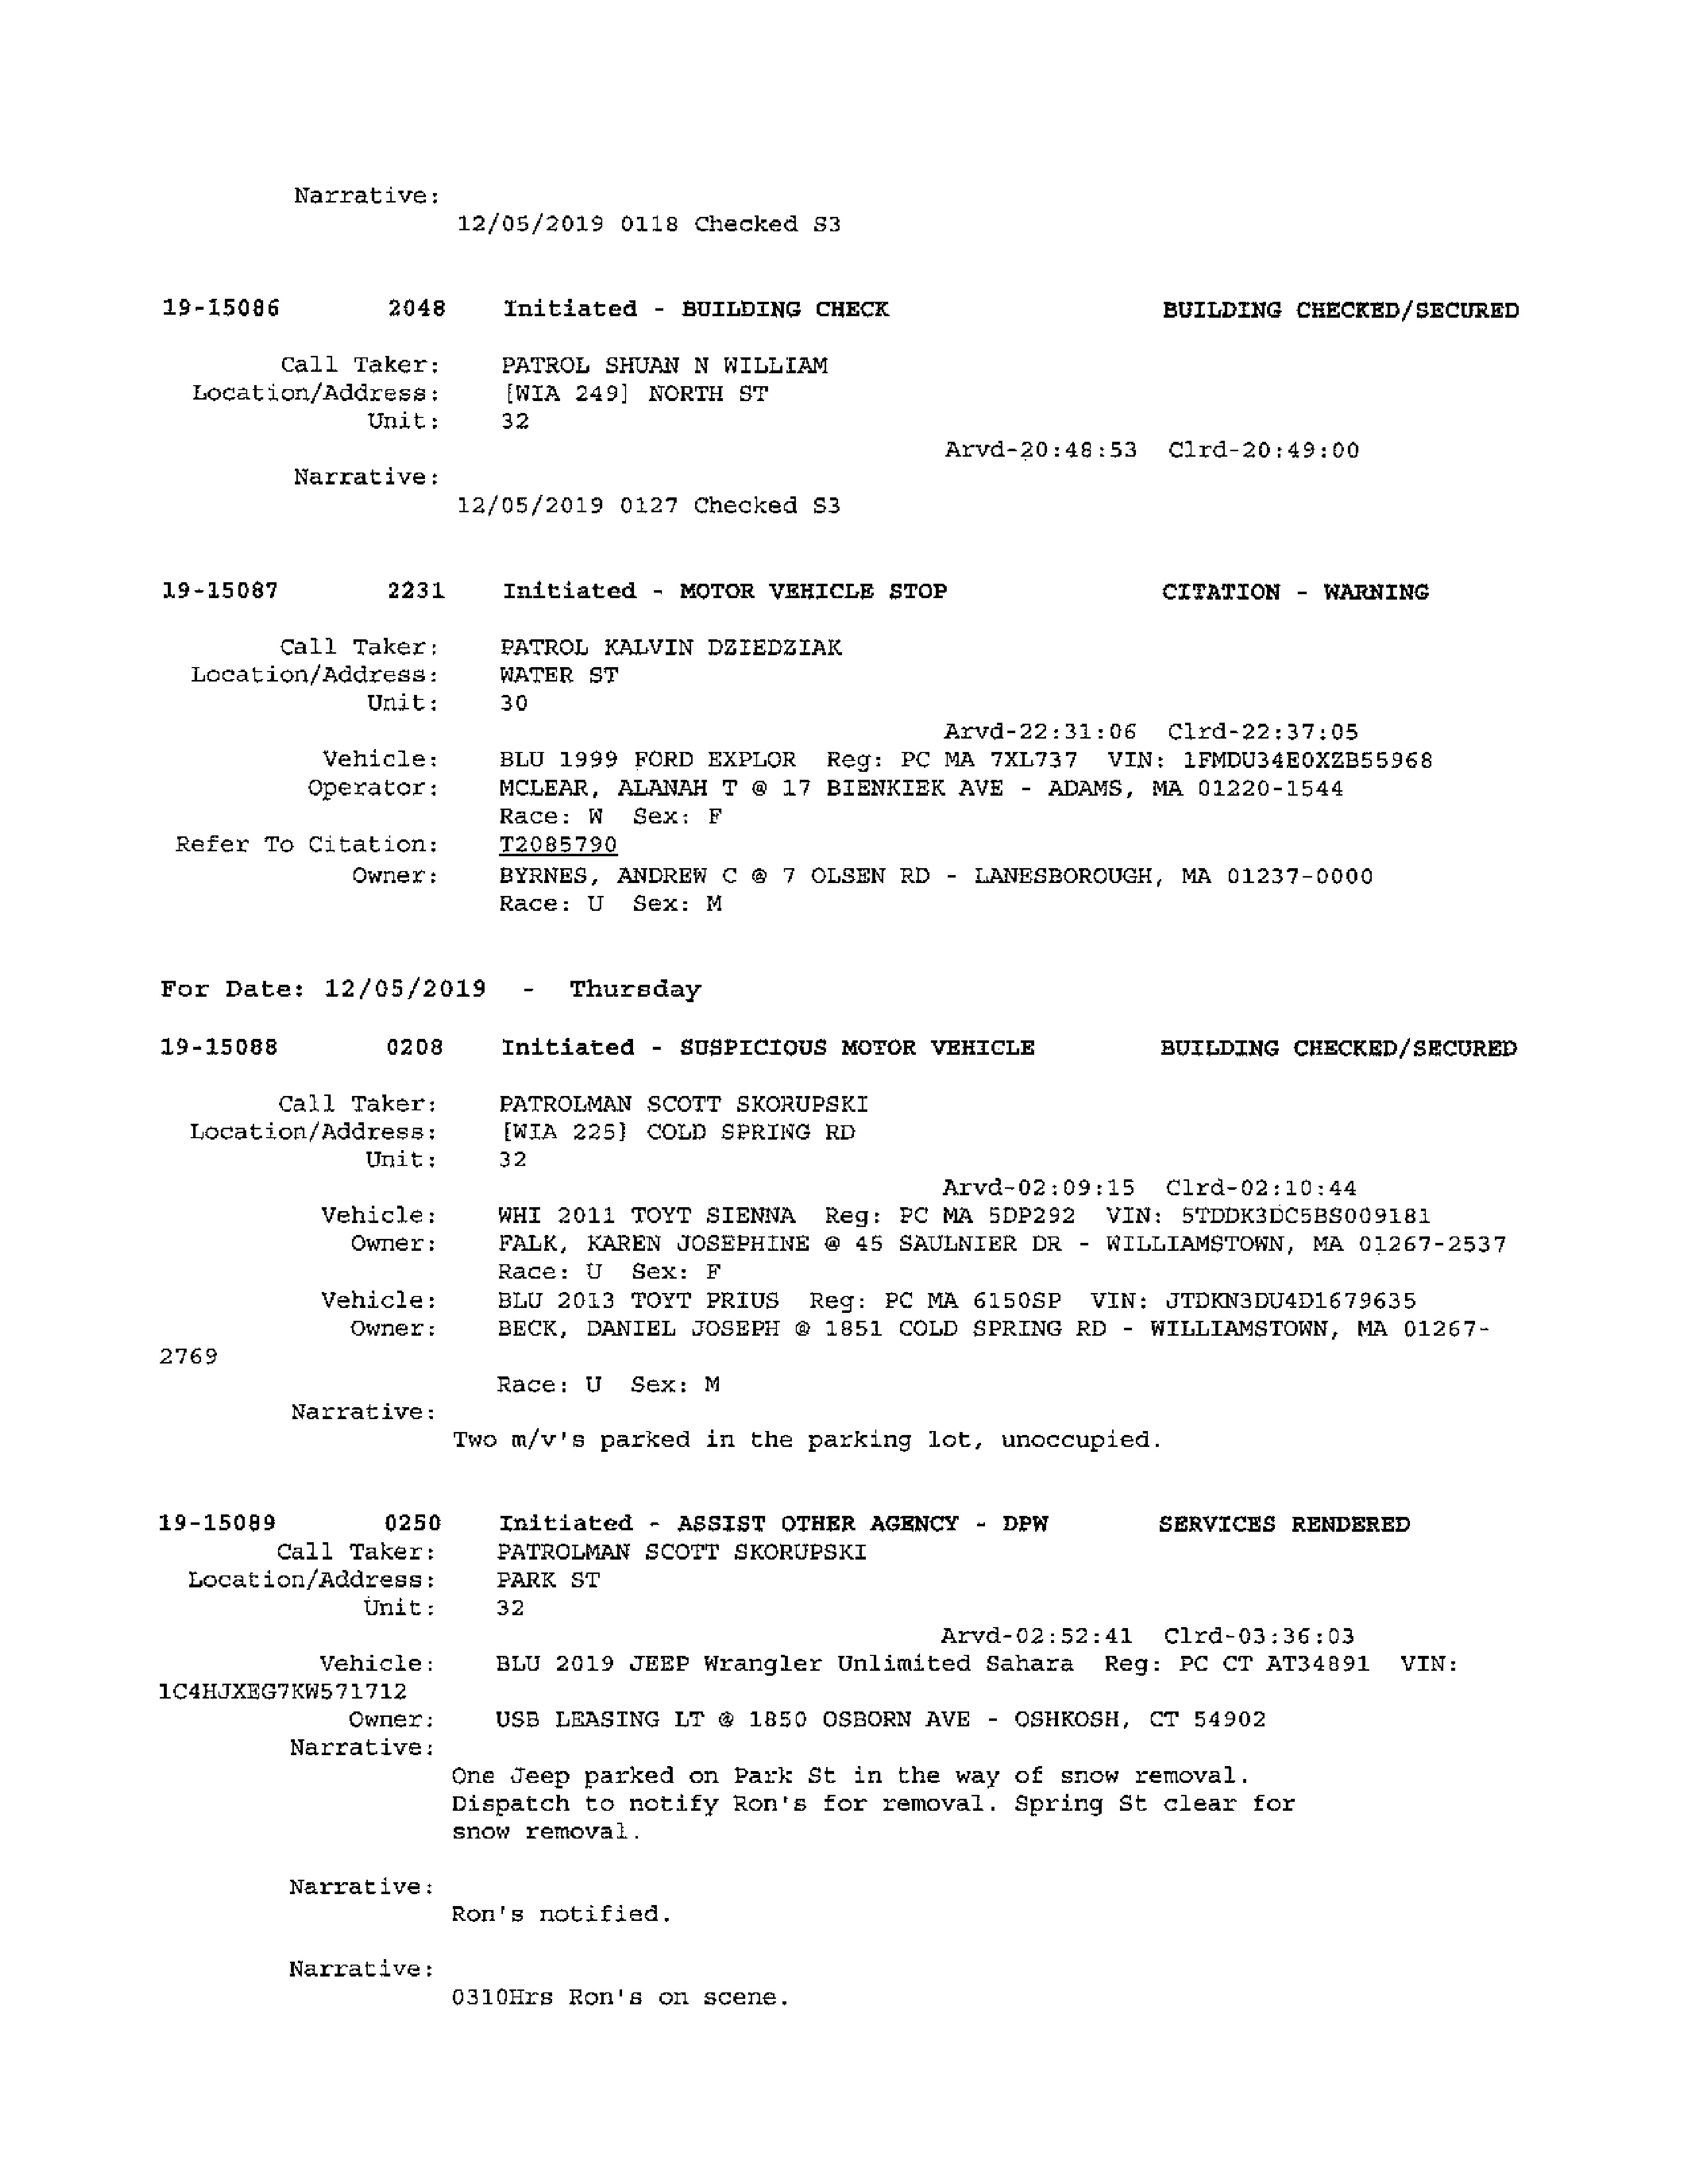 Narrative:
12/05/2019 0118 Checked S3
19-15086 2048 Initiated - BUILDING CHECK BUILDING CHECKED/SECURED
Call Taker: PATROL SHUAN N WILLIAM
Location/Address: [WIA 249] NORTH ST
Unit: 32
Arvd-20:48:53 Clrd-20:49:00
Narrative:
12/05/2019 0127 Checked S3
19-15087 2231 Initiated - MOTOR VEHICLE STOP CITATION - WARNING
Call Taker: PATROL KALVIN DZIEDZIAK
Location/Address: WATER ST
Unit: 30
Arvd-22:31:06 Clrd-22:37:05
Vehicle: BLU 1999 FORD EXPLOR Reg: PC MA 7XL737 VIN: 1FMDU34E0XZB55968
Operator: MCLEAR, ALANAH T @ 17 BIENKIEK AVE - ADAMS, MA 01220-1544
Race: W Sex: F
Refer To Citation: T2085790
Owner: BYRNES, ANDREW C @ 7 OLSEN RD - LANESBOROUGH, MA 01237-0000
Race: U Sex: M
For Date: 12/05/2019 - Thursday
19-15088 0208 Initiated - SUSPICIOUS MOTOR VEHICLE BUILDING CHECKED/SECURED
Call Taker: PATROLMAN SCOTT SKORUPSKI
Location/Address: [WIA 225] COLD SPRING RD
Unit: 32
Arvd-02:09:15 Clrd-02:10:44
Vehicle: WHI 2011 TOYT SIENNA Reg: PC MA 5DP292 VIN: 5TDDK3DC5BS009181
Owner: FALK, KAREN JOSEPHINE @ 45 SAULNIER DR - WILLIAMSTOWN, MA 01267-2537
Race: U Sex: F
Vehicle: BLU 2013 TOYT PRIUS Reg: PC MA 6150SP VIN: JTDKN3DU4D1679635
Owner: BECK, DANIEL JOSEPH @ 1851 COLD SPRING RD - WILLIAMSTOWN, MA 01267-
2769
Race: U Sex: M
Narrative:
Two m/v's parked in the parking lot, unoccupied.
19-15089 0250 Initiated - ASSIST OTHER AGENCY - DPW SERVICES RENDERED
Call Taker: PATROLMAN SCOTT SKORUPSKI
Location/Address: PARK ST
Unit: 32
Arvd-02:52:41 Clrd-03:36:03
Vehicle: BLU 2019 JEEP Wrangler Unlimited Sahara Reg: PC CT AT34891 VIN:
1C4HJXEG7KW571712
Owner: USB LEASING LT @ 1850 OSBORN AVE - OSHKOSH, CT 54902
Narrative:
One Jeep parked on Park St in the way of snow removal.
Dispatch to notify Ron's for removal. Spring St clear for
snow removal.
Narrative:
Ron's notified.
Narrative:
0310Hrs Ron's on scene.